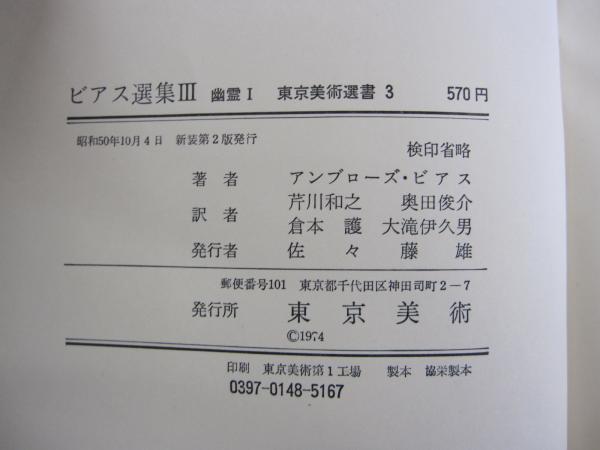 ビアス選集Ⅲ 幽霊Ⅰ 東京美術選書 3 570円
昭和50年10月4日 新装第2版発行
検印省略
著者 アンブローズ・ビアス
訳者 芹川和之 奥田俊介
倉本 護 大滝伊久男
発行者 佐々藤雄
郵便番号101 東京都千代田区神田司町2-7
発行所 東京美術
©1974
印刷 東京美術第1工場 製本 協栄製本
0397-0148-5167